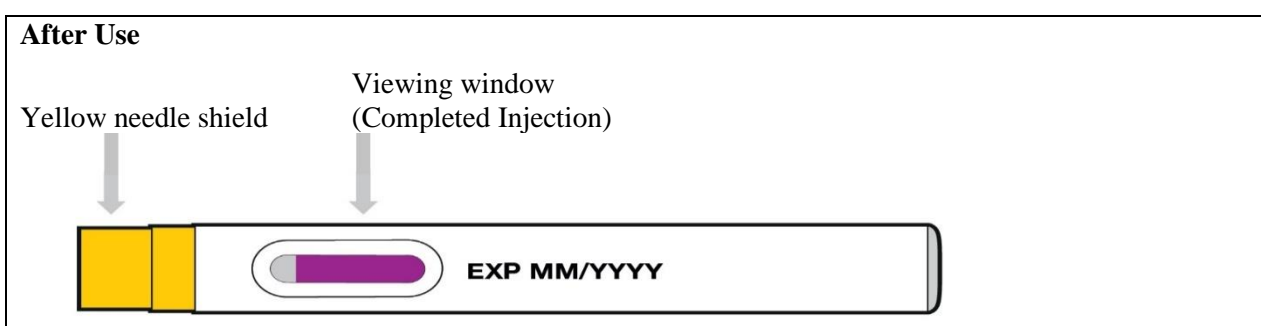 After Use
Viewing window
Yellow needle shield (Completed Injection)
EXP MM/YYYY